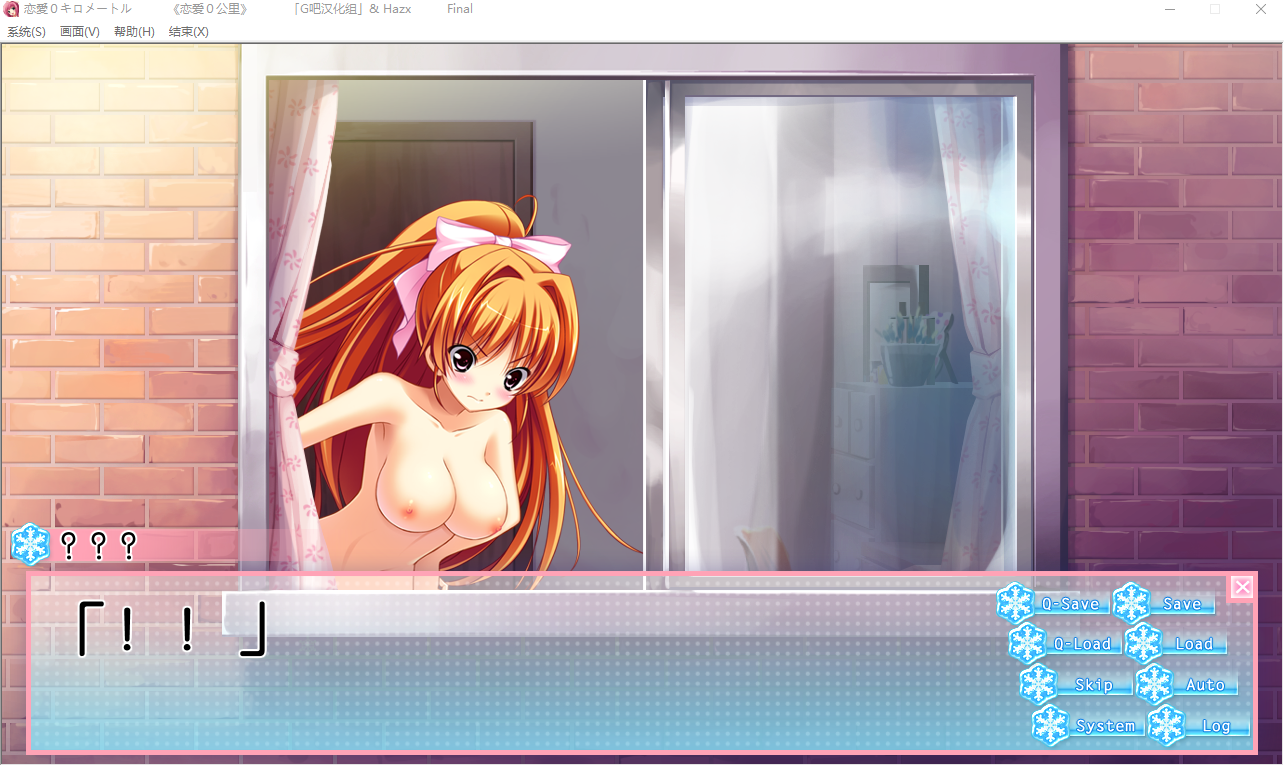 恋愛0キロメートル 《恋爱0公里》 「G吧汉化组」& Hazx Final
系统(S) 画面(V) 帮助(H) 结束(X)
？？？
「！！」
Q-Save Save
Q-Load Load
Skip Auto
System Log